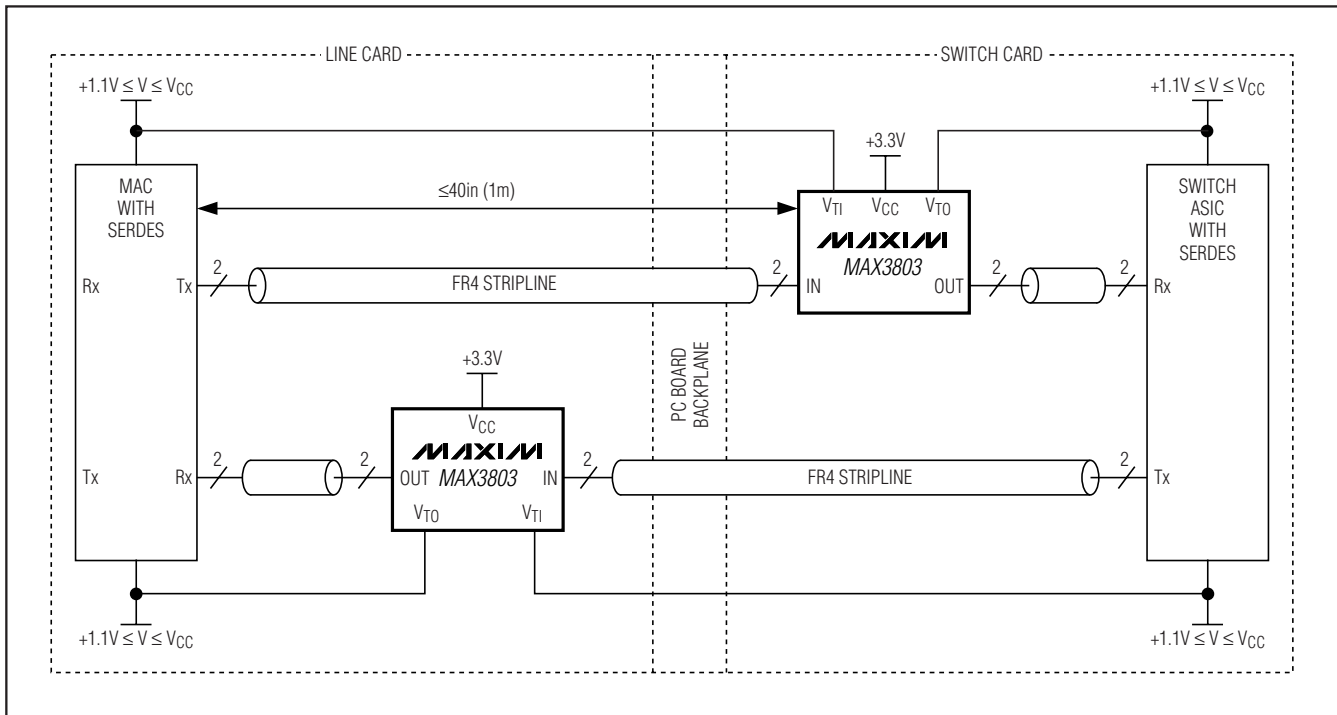 LINE CARD
SWITCH CARD
+1.1V ≤ V ≤ VCC
+1.1V ≤ V ≤ VCC
+3.3V
MAC
WITH
SERDES
≤40in (1m)
VTI
VCC
VTO
SWITCH
ASIC
WITH
SERDES
MAXIM
MAX3803
Rx
Tx
2
FR4 STRIPLINE
2
IN
OUT
2
2
Rx
+3.3V
PC BOARD
BACKPLANE
VCC
MAXIM
Tx
Rx
2
2
OUT
MAX3803
IN
2
FR4 STRIPLINE
2
Tx
VTO
VTI
+1.1V ≤ V ≤ VCC
+1.1V ≤ V ≤ VCC